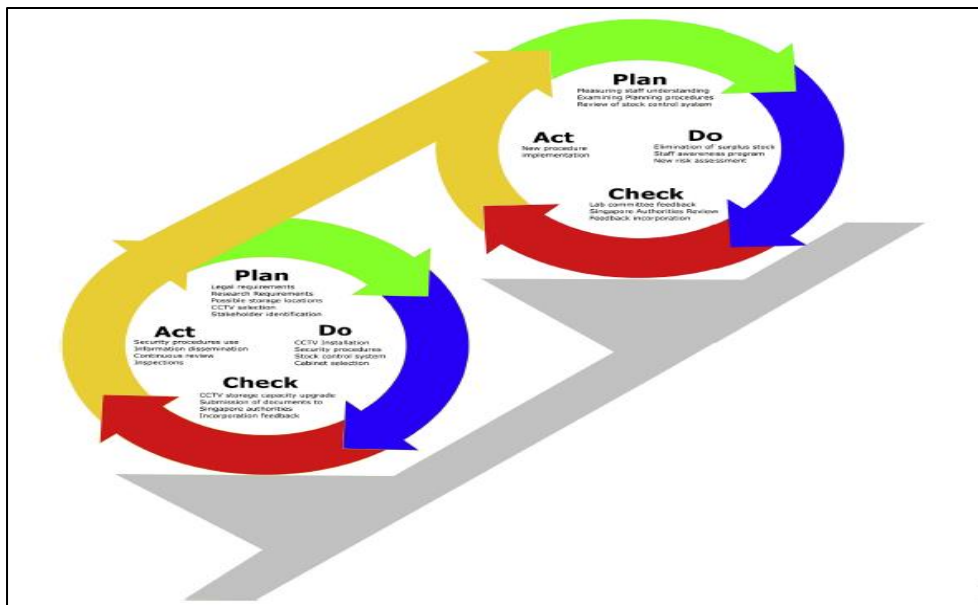 Plan
Measuring staff understanding
Examining Planning procedures
Review of stock control system
Act
New procedure
implementation
Do
Elimination of surplus stock
Staff awareness program
New risk assessment
Check
Lab committee feedback
Singapore Authorities Review
Feedback incorporation
Plan
Legal requirements
Research Requirements
Possible storage locations
CCTV selection
Stakeholder identification
Act
Security procedures use
Information dissemination
Continuous review
Inspections
Do
CCTV Installation
Security procedures
Stock control system
Cabinet selection
Check
CCTV storage capacity upgrade
Submission of documents to
Singapore authorities
Incorporation feedback